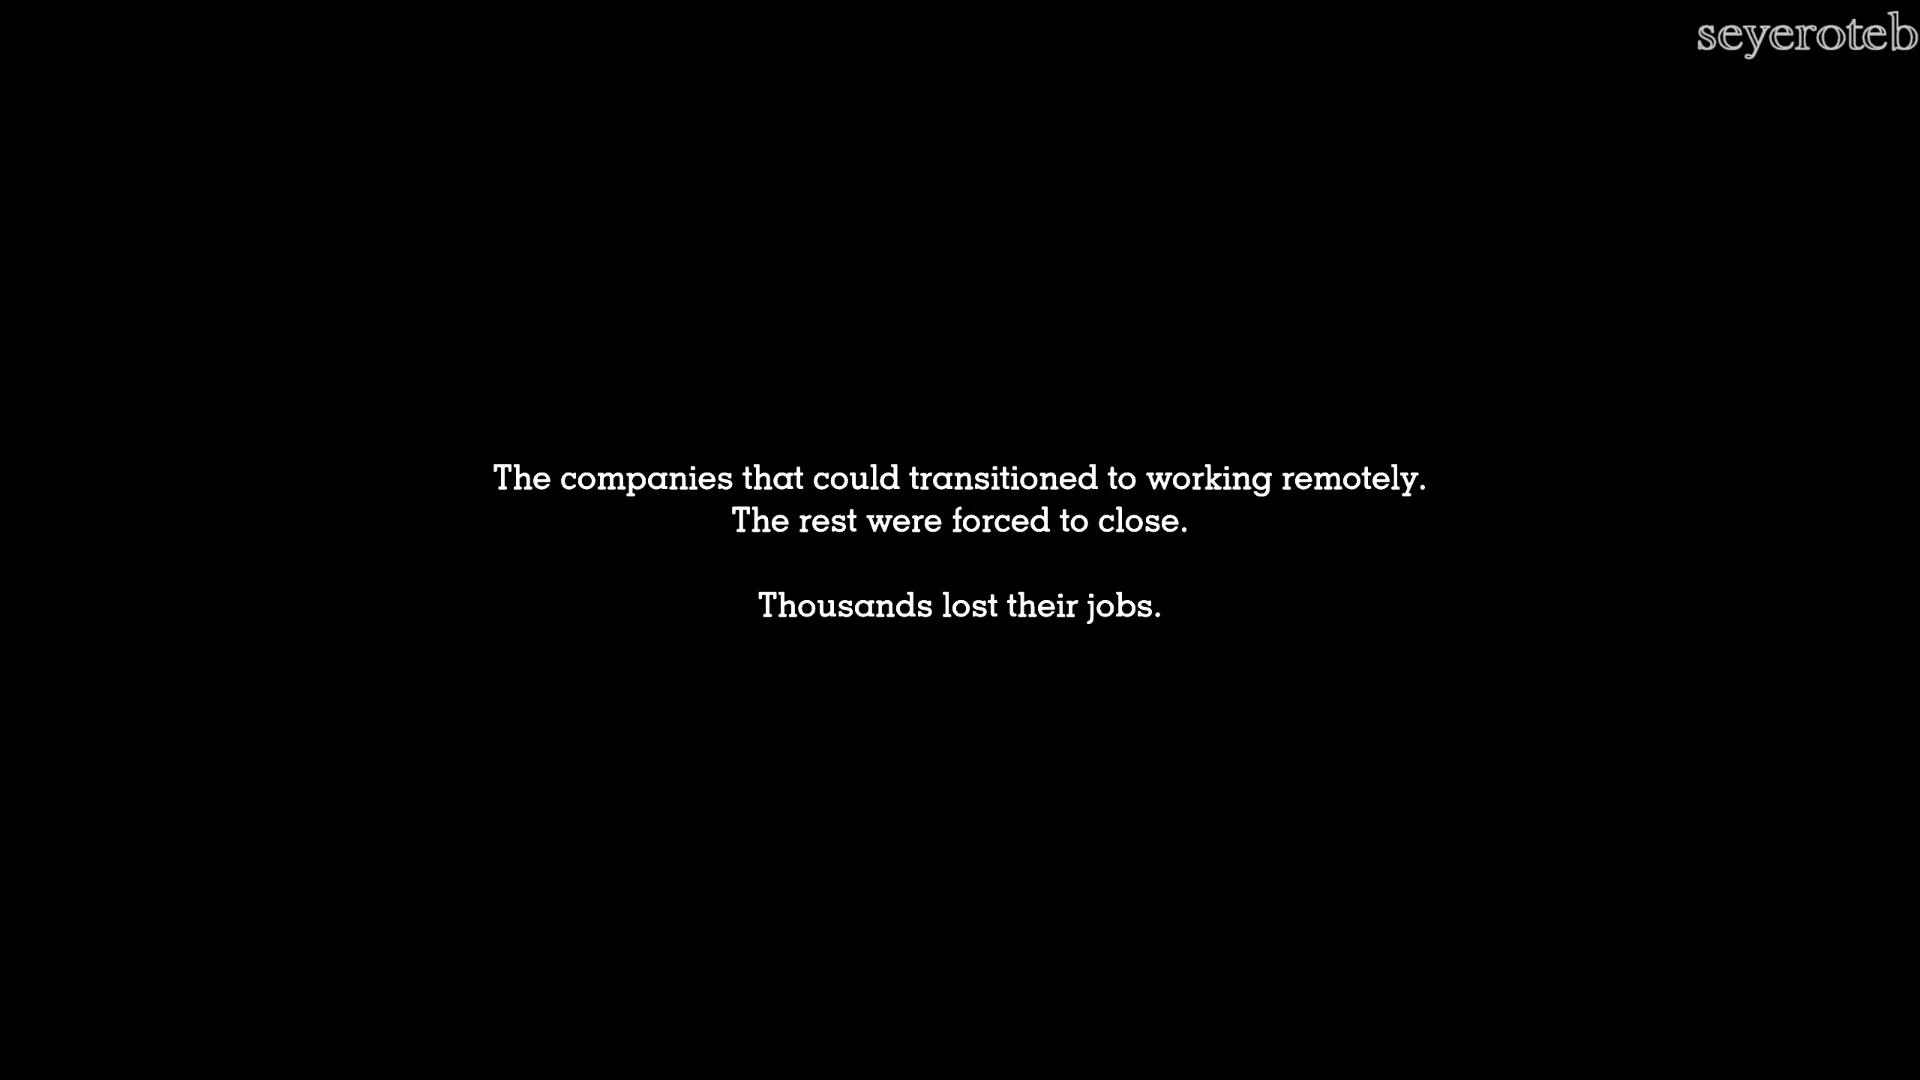 seyeroteb
The companies that could transitioned to working remotely.
The rest were forced to close.
Thousands lost their jobs.